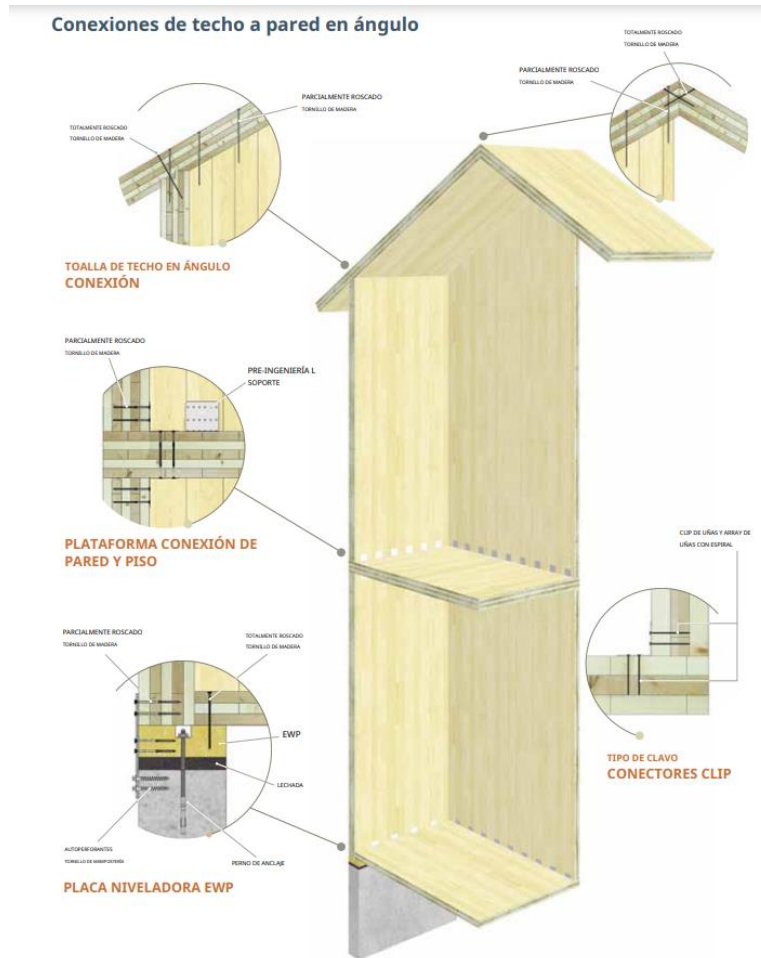 Conexiones de techo a pared en ángulo
TOTALMENTE ROSCADO
TORNILLO DE MADERA
PARCIALMENTE ROSCADO
TORNILLO DE MADERA
PARCIALMENTE ROSCADO
TORNILLO DE MADERA
TOTALMENTE ROSCADO
TORNILLO DE MADERA
TOALLA DE TECHO EN ÁNGULO
CONEXIÓN
PARCIALMENTE ROSCADO
TORNILLO DE MADERA
PRE-INGENIERÍA L
SOPORTE
PLATAFORMA CONEXIÓN DE
PARED Y PISO
CLIP DE UÑAS Y ARRAY DE
UÑAS CON ESPIRAL
PARCIALMENTE ROSCADO
TORNILLO DE MADERA
TOTALMENTE ROSCADO
TORNILLO DE MADERA
EWP
LECHADA
TIPO DE CLAVO
CONECTORES CLIP
AUTOPERFORANTES
TORNILLO DE MAMPOSTERÍA
PERNO DE ANCLAJE
PLACA NIVELADORA EWP